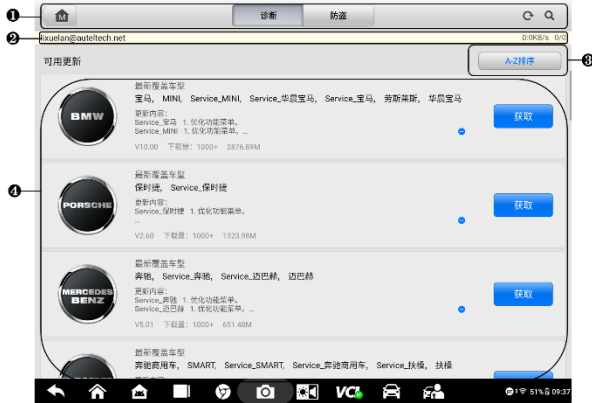 ❶
M
诊断
防盗
❷
lixuelan@auteltech.net
D:0KB/s 0/0
可用更新
A-Z排序
❸
❹
BMW
最新覆盖车型
宝马, MINI, Service_MINI, Service_华晨宝马, Service_宝马, 劳斯莱斯, 华晨宝马
更新内容:
Service_宝马 1. 优化功能菜单。
Service_MINI 1. 优化功能菜单。...
V10.00 下载量: 1000+ 2876.89M
获取
PORSCHE
最新覆盖车型
保时捷, Service_保时捷
更新内容:
Service_保时捷 1. 优化功能菜单。
...
V2.60 下载量: 1000+ 1323.98M
获取
MERCEDES
BENZ
最新覆盖车型
奔驰, Service_奔驰, Service_迈巴赫, 迈巴赫
更新内容:
Service_奔驰 1. 优化功能菜单。
Service_迈巴赫 1. 优化功能菜单。...
V5.01 下载量: 1000+ 651.48M
获取
MERCEDES
最新覆盖车型
奔驰商用车, SMART, Service_SMART, Service_奔驰商用车, Service_扶桑, 扶桑
VCI
51% 09:37